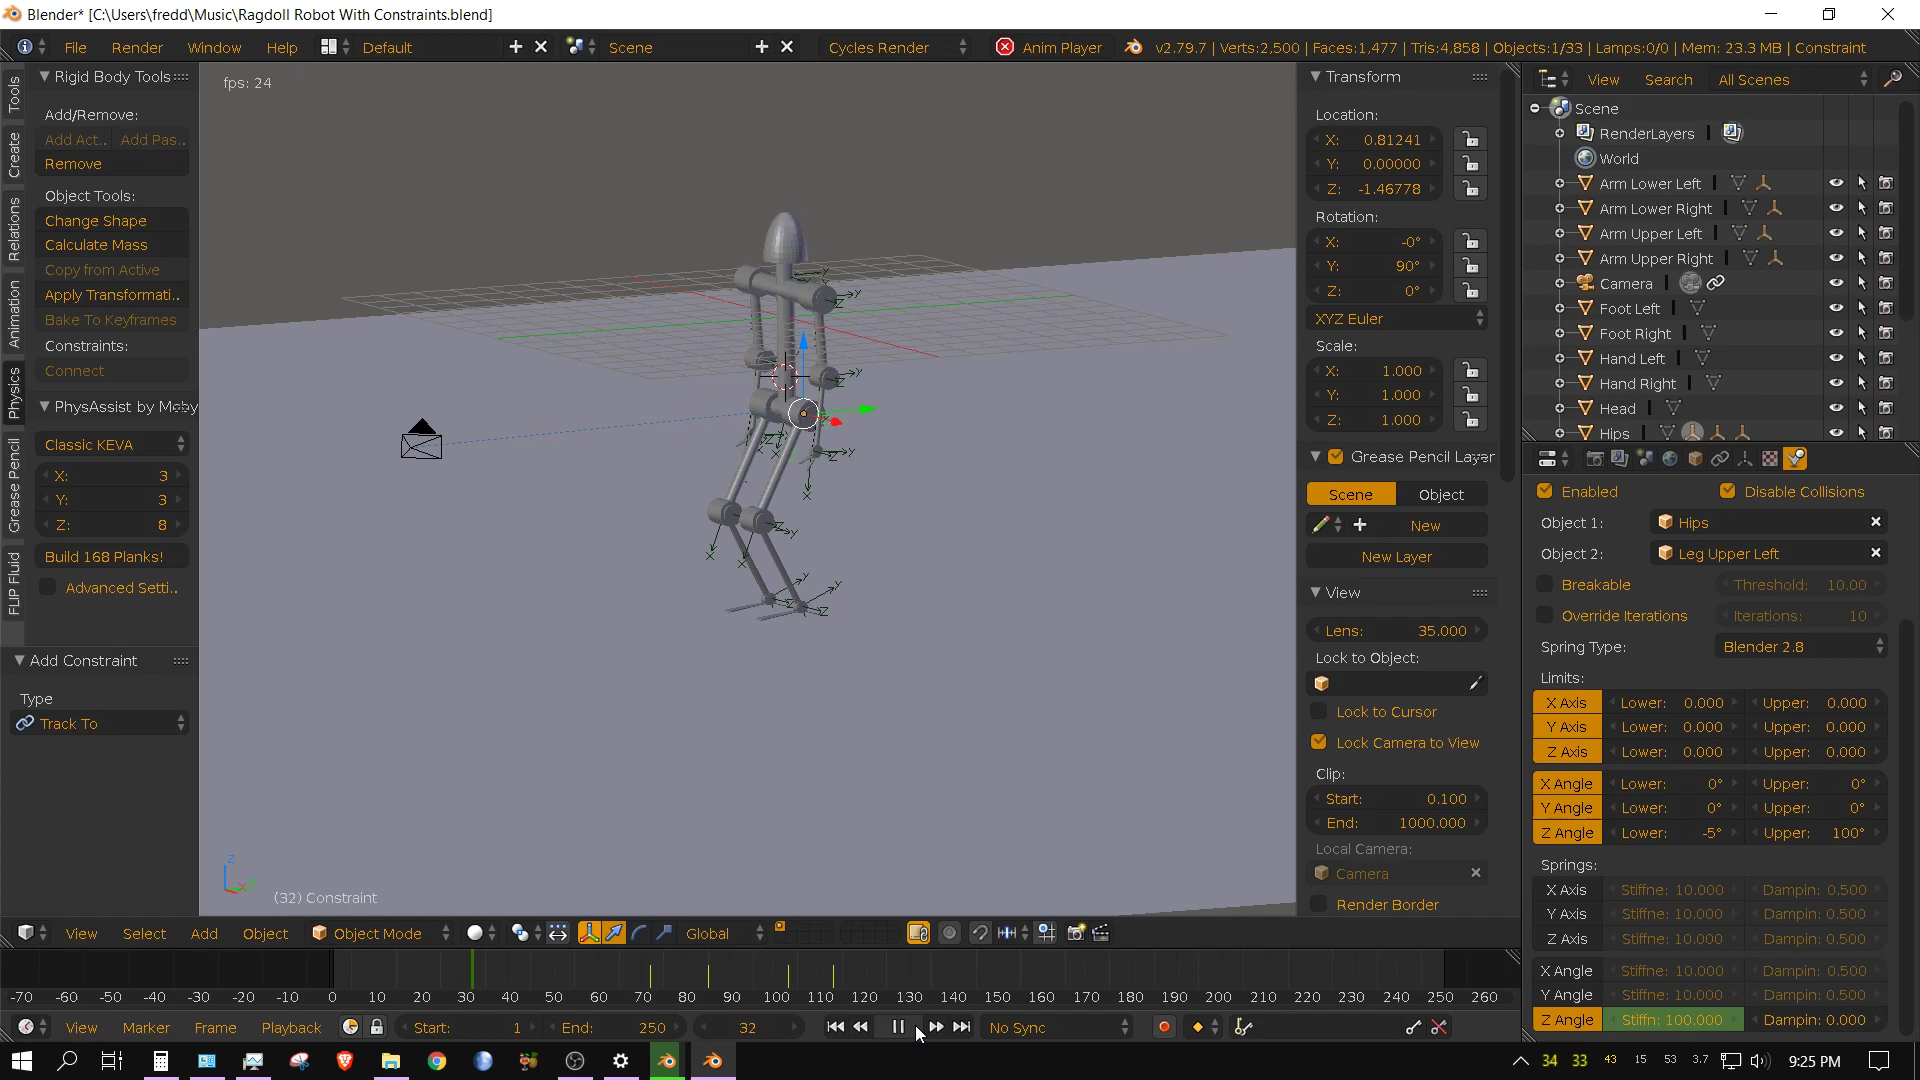 Blender* [C:\Users\fredd\Music\Ragdoll Robot With Constraints.blend]
File Render Window Help Default Scene Cycles Render Anim Player v2.79.7 | Verts:2,500 | Faces:1,477 | Tris:4,858 | Objects:1/33 | Lamps:0/0 | Mem: 23.3 MB | Constraint
Tools
Create
Relations
Animation
Physics
Grease Pencil
FLIP Fluid
Rigid Body Tools
Add/Remove:
Add Act.. Add Pas..
Remove
Object Tools:
Change Shape
Calculate Mass
Copy from Active
Apply Transformati..
Bake To Keyframes
Constraints:
Connect
PhysAssist by Moby
Classic KEVA
X: 3
Y: 3
Z: 8
Build 168 Planks!
Advanced Setti..
Add Constraint
Type
Track To
fps: 24
(32) Constraint
Transform
Location:
X: 0.81241
Y: 0.00000
Z: -1.46778
Rotation:
X: -0°
Y: 90°
Z: 0°
XYZ Euler
Scale:
X: 1.000
Y: 1.000
Z: 1.000
Grease Pencil Layer
Scene Object
New
New Layer
View
Lens: 35.000
Lock to Object:
Lock to Cursor
Lock Camera to View
Clip:
Start: 0.100
End: 1000.000
Local Camera:
Camera
Render Border
View Search All Scenes
Scene
RenderLayers
World
Arm Lower Left
Arm Lower Right
Arm Upper Left
Arm Upper Right
Camera
Foot Left
Foot Right
Hand Left
Hand Right
Head
Hips
Enabled Disable Collisions
Object 1: Hips
Object 2: Leg Upper Left
Breakable Threshold: 10.00
Override Iterations Iterations: 10
Spring Type: Blender 2.8
Limits:
X Axis Lower: 0.000 Upper: 0.000
Y Axis Lower: 0.000 Upper: 0.000
Z Axis Lower: 0.000 Upper: 0.000
X Angle Lower: 0° Upper: 0°
Y Angle Lower: 0° Upper: 0°
Z Angle Lower: -5° Upper: 100°
Springs:
X Axis Stiffne: 10.000 Dampin: 0.500
Y Axis Stiffne: 10.000 Dampin: 0.500
Z Axis Stiffne: 10.000 Dampin: 0.500
X Angle Stiffne: 10.000 Dampin: 0.500
Y Angle Stiffne: 10.000 Dampin: 0.500
Z Angle Stiffn: 100.000 Dampin: 0.000
View Select Add Object Object Mode Global
-70 -60 -50 -40 -30 -20 -10 0 10 20 30 40 50 60 70 80 90 100 110 120 130 140 150 160 170 180 190 200 210 220 230 240 250 260
View Marker Frame Playback Start: 1 End: 250 32 No Sync
34 33 43 15 53 3.7 9:25 PM